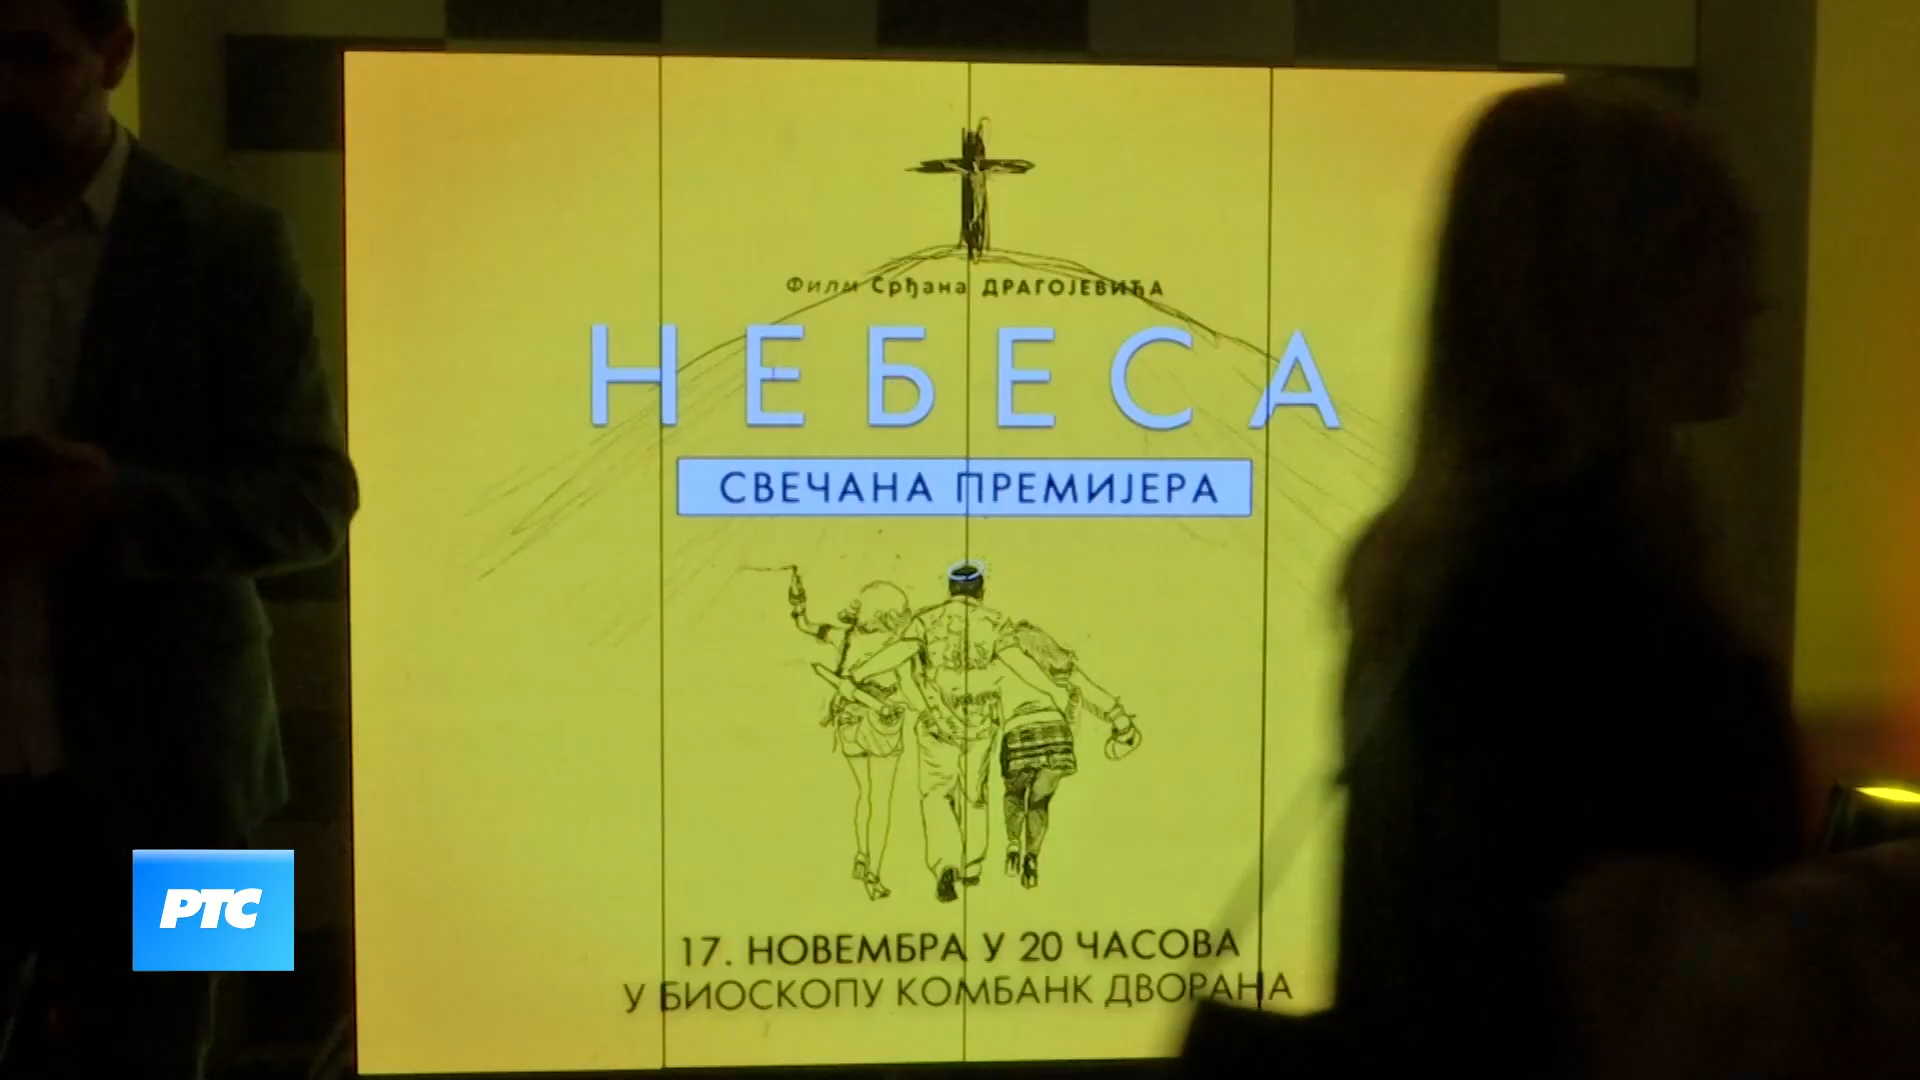 Филм Срђана ДРАГОЈЕВИЋА
НЕБЕСА
СВЕЧАНА ПРЕМИЈЕРА
17. НОВЕМБРА У 20 ЧАСОВА
У БИОСКОПУ КОМБАНК ДВОРАНА
РТС